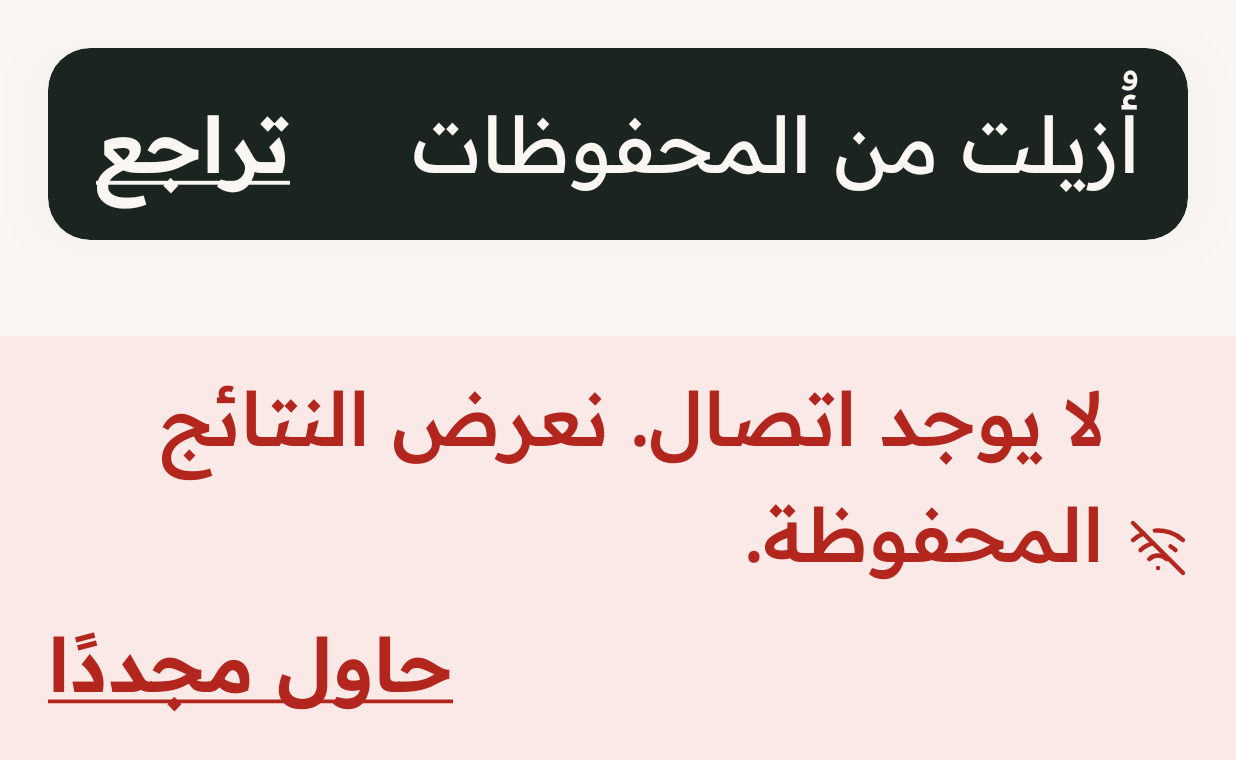 أُزيلت من المحفوظات
تراجع
لا يوجد اتصال. نعرض النتائج
المحفوظة.
حاول مجددًا